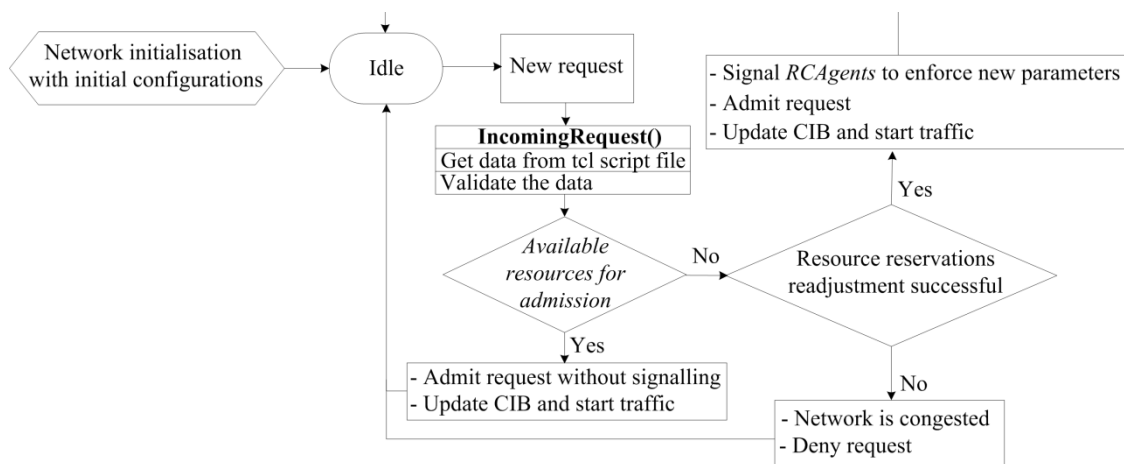 Network initialisation
with initial configurations
Idle
New request
IncomingRequest()
Get data from tcl script file
Validate the data
Available
resources for
admission
No
Yes
- Admit request without signalling
- Update CIB and start traffic
Resource reservations
readjustment successful
Yes
- Signal RCAgents to enforce new parameters
- Admit request
- Update CIB and start traffic
No
- Network is congested
- Deny request